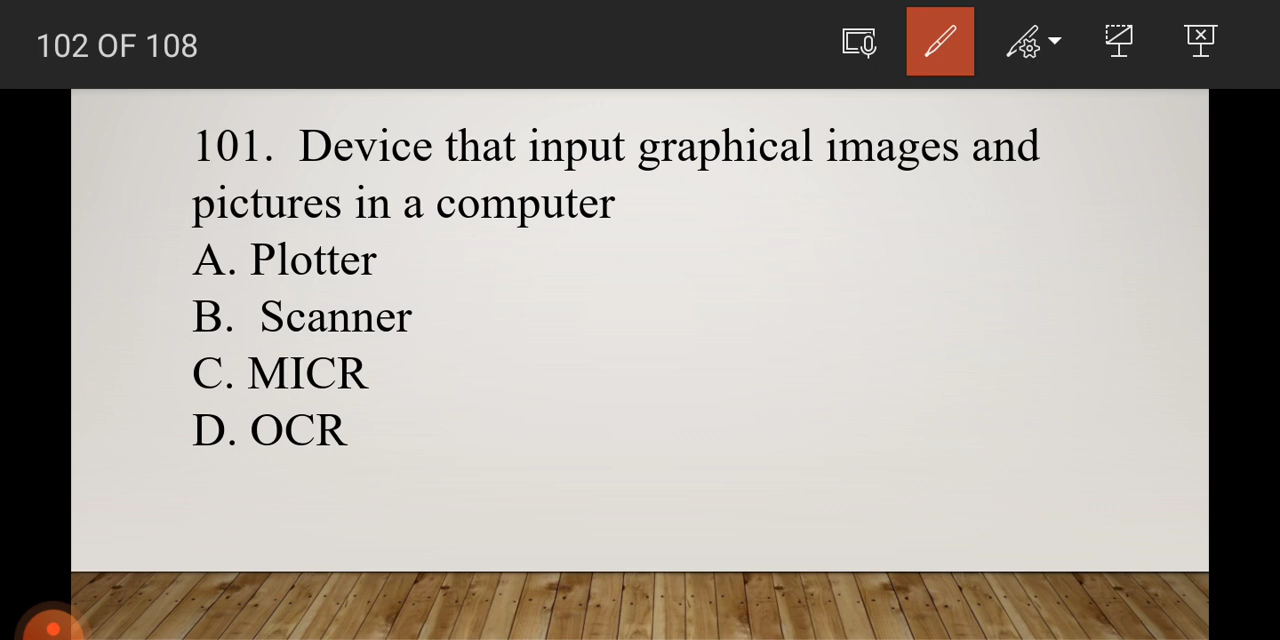 102 OF 108
101. Device that input graphical images and
pictures in a computer
A. Plotter
B. Scanner
C. MICR
D. OCR